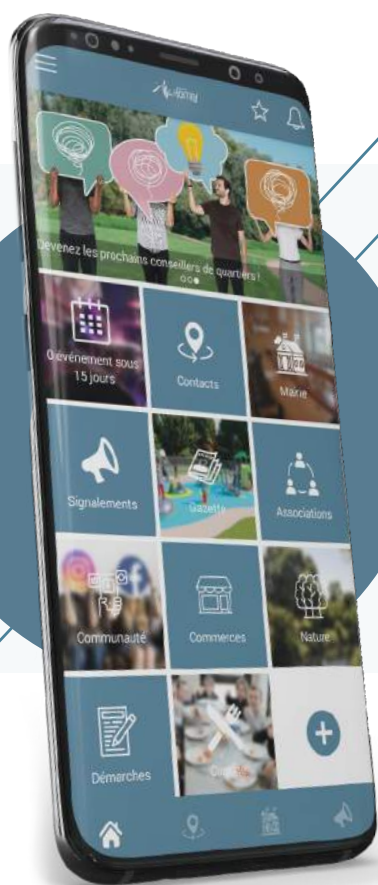 Devenez les prochains conseillers de quartiers !
0 événement sous
15 jours
Contacts
Mairie
Signalements
Gazette
Associations
Communauté
Commerces
Nature
Démarches